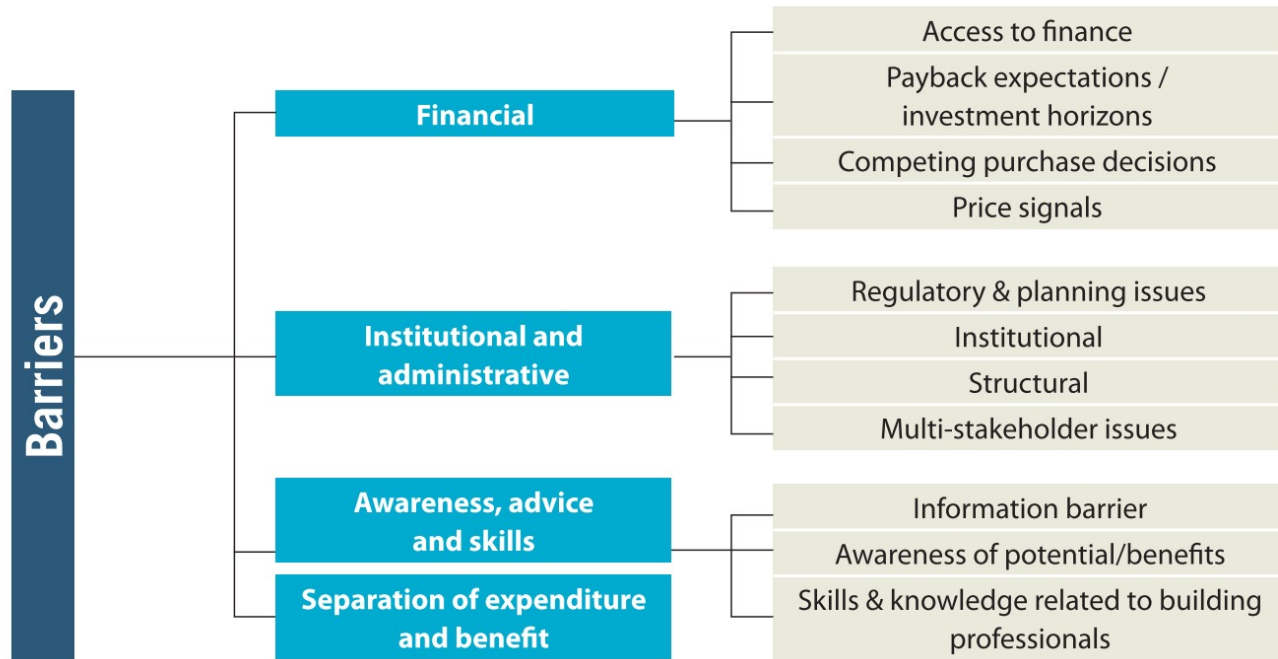 Barriers
Financial
Access to finance
Payback expectations /
investment horizons
Competing purchase decisions
Price signals
Institutional and
administrative
Regulatory & planning issues
Institutional
Structural
Multi-stakeholder issues
Awareness, advice
and skills
Information barrier
Awareness of potential/benefits
Skills & knowledge related to building
professionals
Separation of expenditure
and benefit